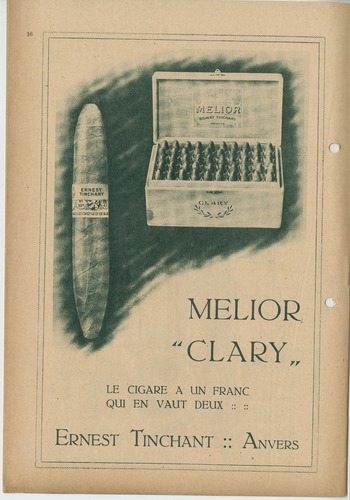 16
MELIOR
ERNEST TINCHANT
CLARY
ERNEST
TINCHANT
MELIOR
“CLARY„
LE CIGARE A UN FRANC
QUI EN VAUT DEUX :: ::
ERNEST TINCHANT :: ANVERS